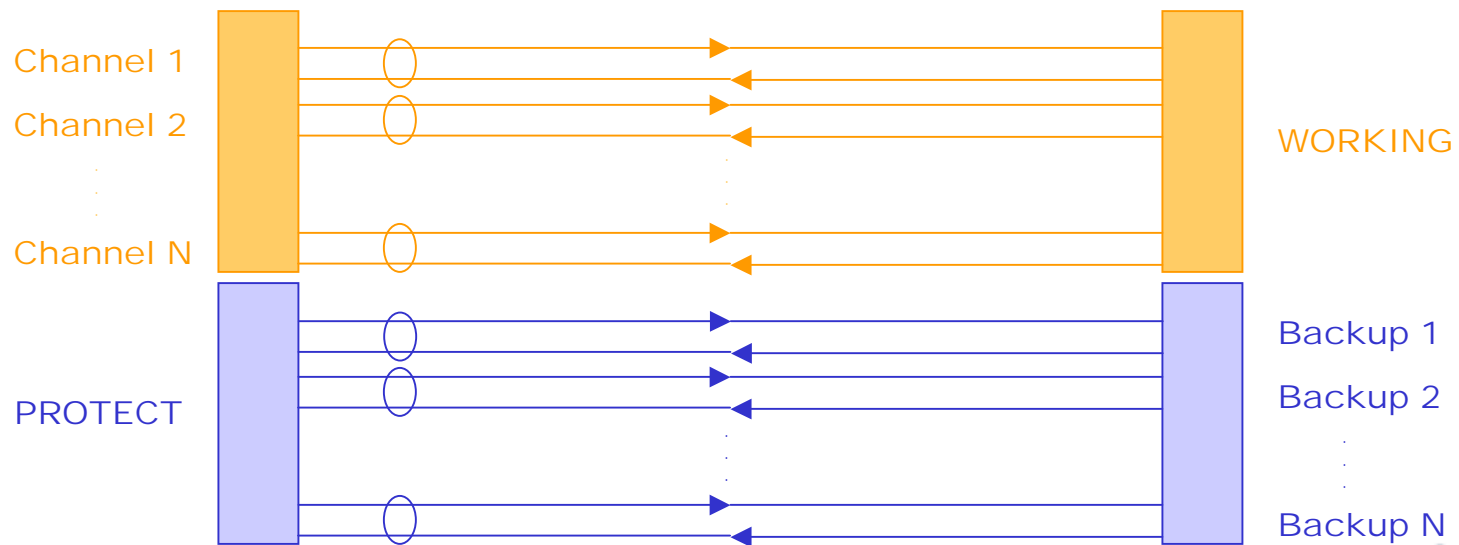 Channel 1
Channel 2
Channel N
WORKING
PROTECT
Backup 1
Backup 2
Backup N